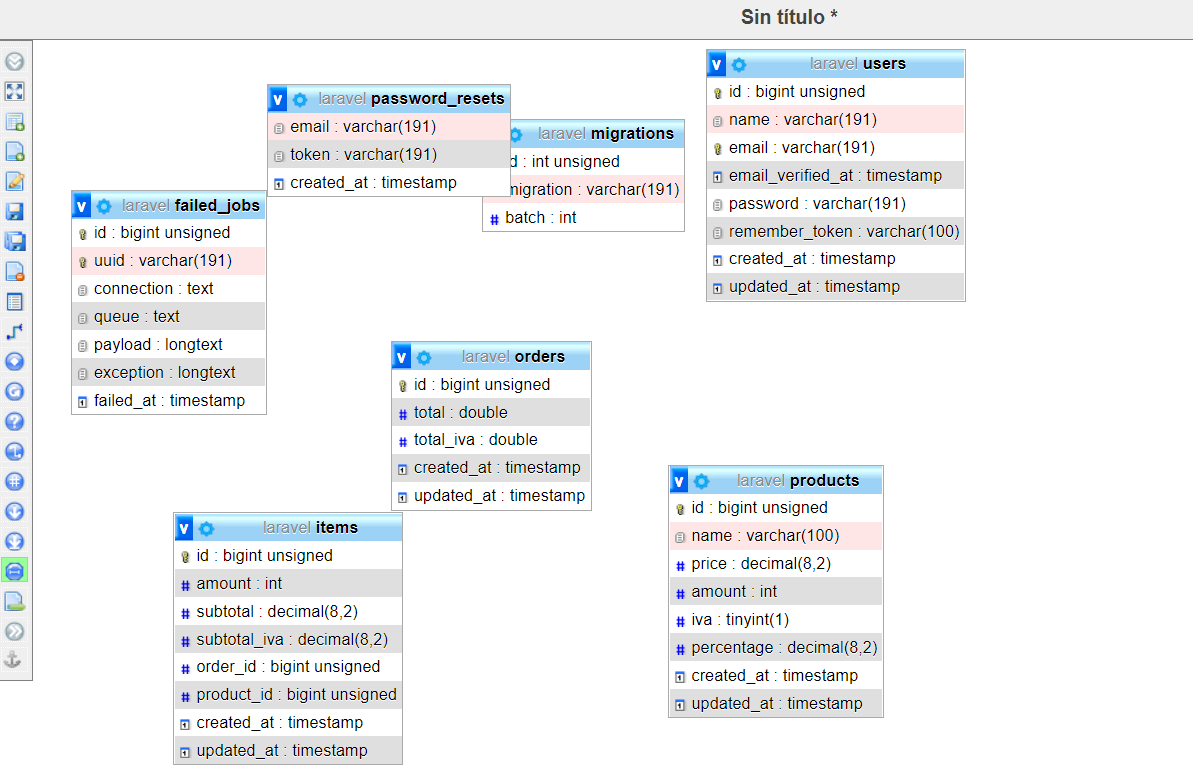 Sin título *
laravel users
id : bigint unsigned
name : varchar(191)
email : varchar(191)
email_verified_at : timestamp
password : varchar(191)
remember_token : varchar(100)
created_at : timestamp
updated_at : timestamp
laravel password_resets
email : varchar(191)
token : varchar(191)
created_at : timestamp
laravel migrations
d : int unsigned
migration : varchar(191)
batch : int
laravel failed_jobs
id : bigint unsigned
uuid : varchar(191)
connection : text
queue : text
payload : longtext
exception : longtext
failed_at : timestamp
laravel orders
id : bigint unsigned
total : double
total_iva : double
created_at : timestamp
updated_at : timestamp
laravel products
id : bigint unsigned
name : varchar(100)
price : decimal(8,2)
amount : int
iva : tinyint(1)
percentage : decimal(8,2)
created_at : timestamp
updated_at : timestamp
laravel items
id : bigint unsigned
amount : int
subtotal : decimal(8,2)
subtotal_iva : decimal(8,2)
order_id : bigint unsigned
product_id : bigint unsigned
created_at : timestamp
updated_at : timestamp